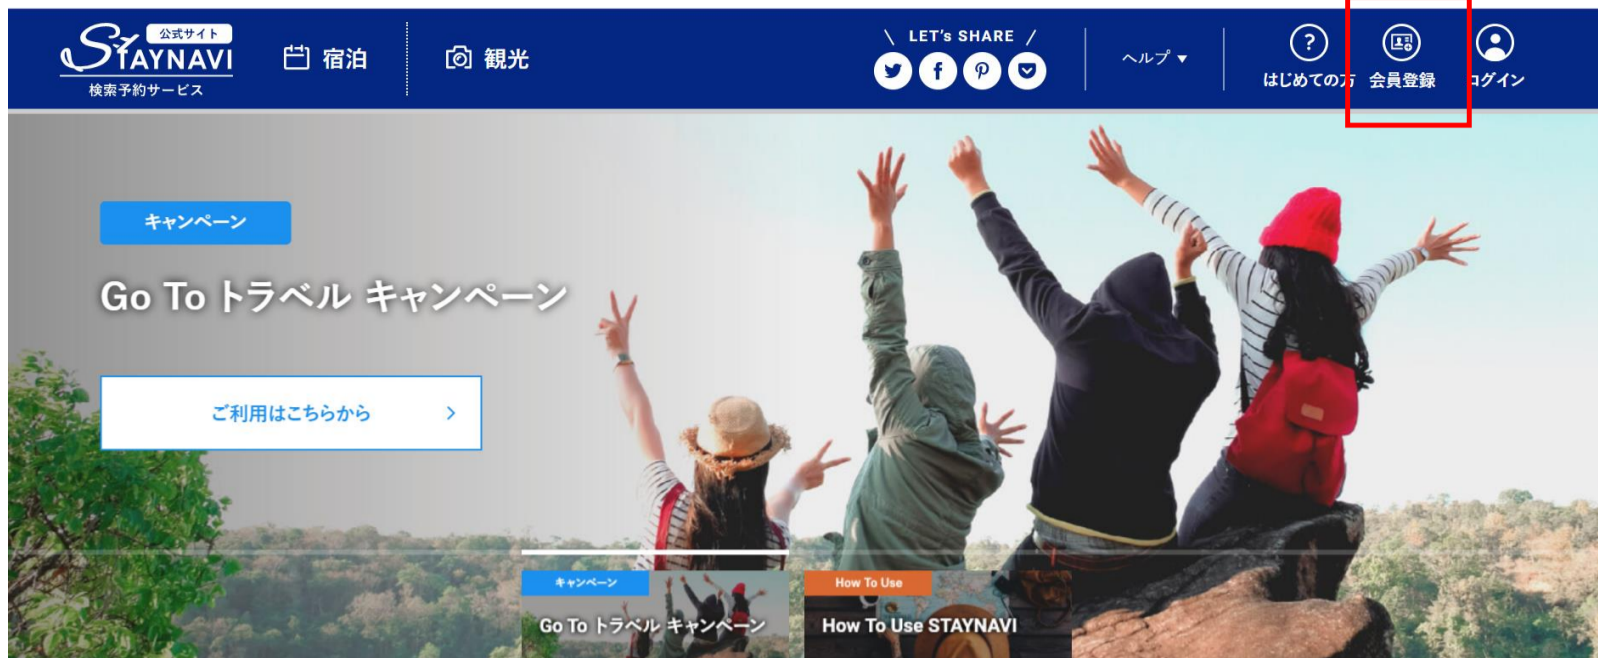 公式サイト
STAYNAVI
検索予約サービス
宿泊
観光
\ LET's SHARE /
ヘルプ ▼
?
はじめての方
会員登録
ログイン
キャンペーン
Go To トラベル キャンペーン
ご利用はこちらから >
キャンペーン
Go To トラベル キャンペーン
How To Use
How To Use STAYNAVI